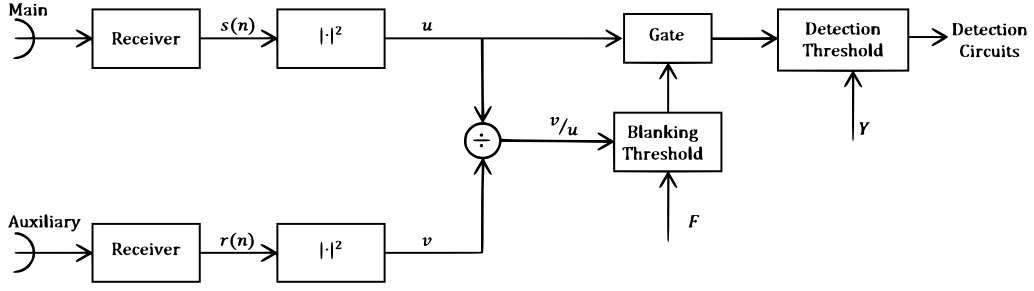 Main
Receiver
s(n)
|·|²
u
Gate
Detection
Threshold
Detection
Circuits
÷
v/u
Blanking
Threshold
Y
F
Auxiliary
Receiver
r(n)
|·|²
v